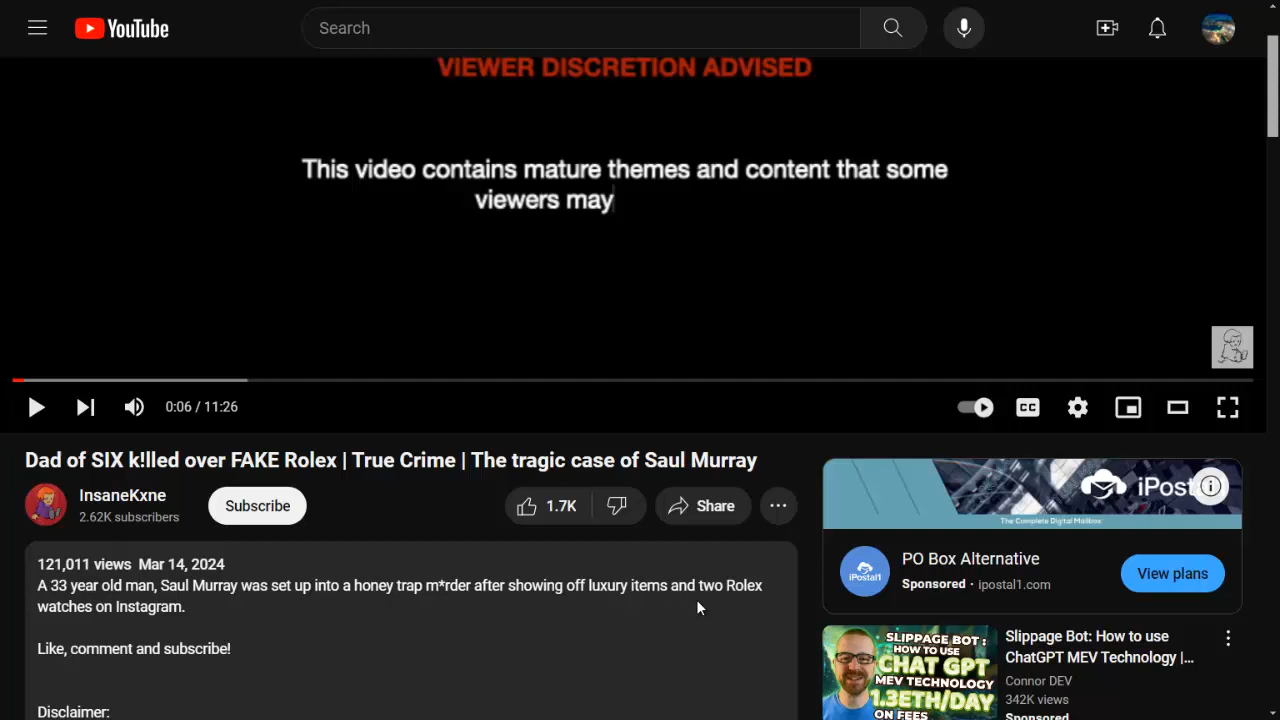 YouTube
Search
VIEWER DISCRETION ADVISED
This video contains mature themes and content that some
viewers may
0:06 / 11:26
CC
Dad of SIX k!lled over FAKE Rolex | True Crime | The tragic case of Saul Murray
InsaneKxne
2.62K subscribers
Subscribe
1.7K
Share
121,011 views Mar 14, 2024
A 33 year old man, Saul Murray was set up into a honey trap m*rder after showing off luxury items and two Rolex
watches on Instagram.
Like, comment and subscribe!
Disclaimer:
iPost
The Complete Digital Mailbox
iPostal1
PO Box Alternative
Sponsored · ipostal1.com
View plans
SLIPPAGE BOT :
HOW TO USE
CHAT GPT
MEV TECHNOLOGY
1.3ETH/DAY
ON FEES
Slippage Bot: How to use
ChatGPT MEV Technology |...
Connor DEV
342K views
Sponsored